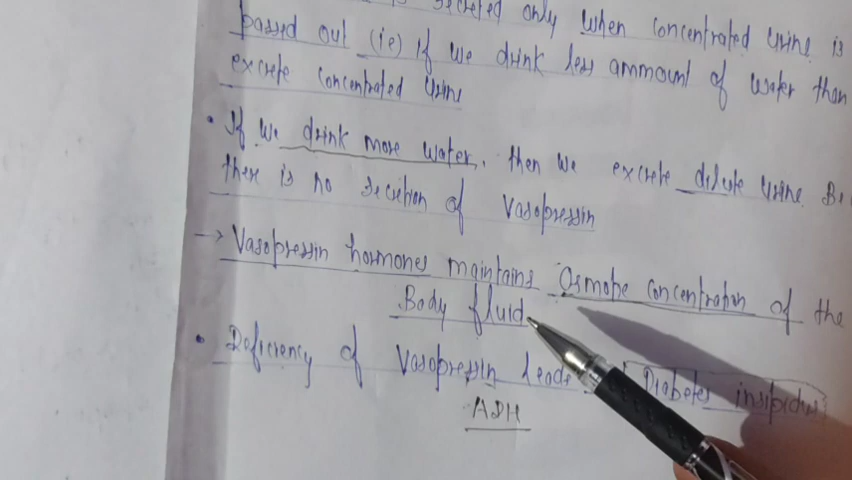 is secreted only when concentrated urine is
passed out (ie) if we drink less ammount of water then
excrete concentrated urine
• If we drink more water. then we excrete dilute urine Be
there is no secretion of Vasopressin
→ Vasopressin hormones maintains Osmotic concentration of the
Body fluid
• Deficiency of Vasopressin leads Diabetes insipidus
ADH